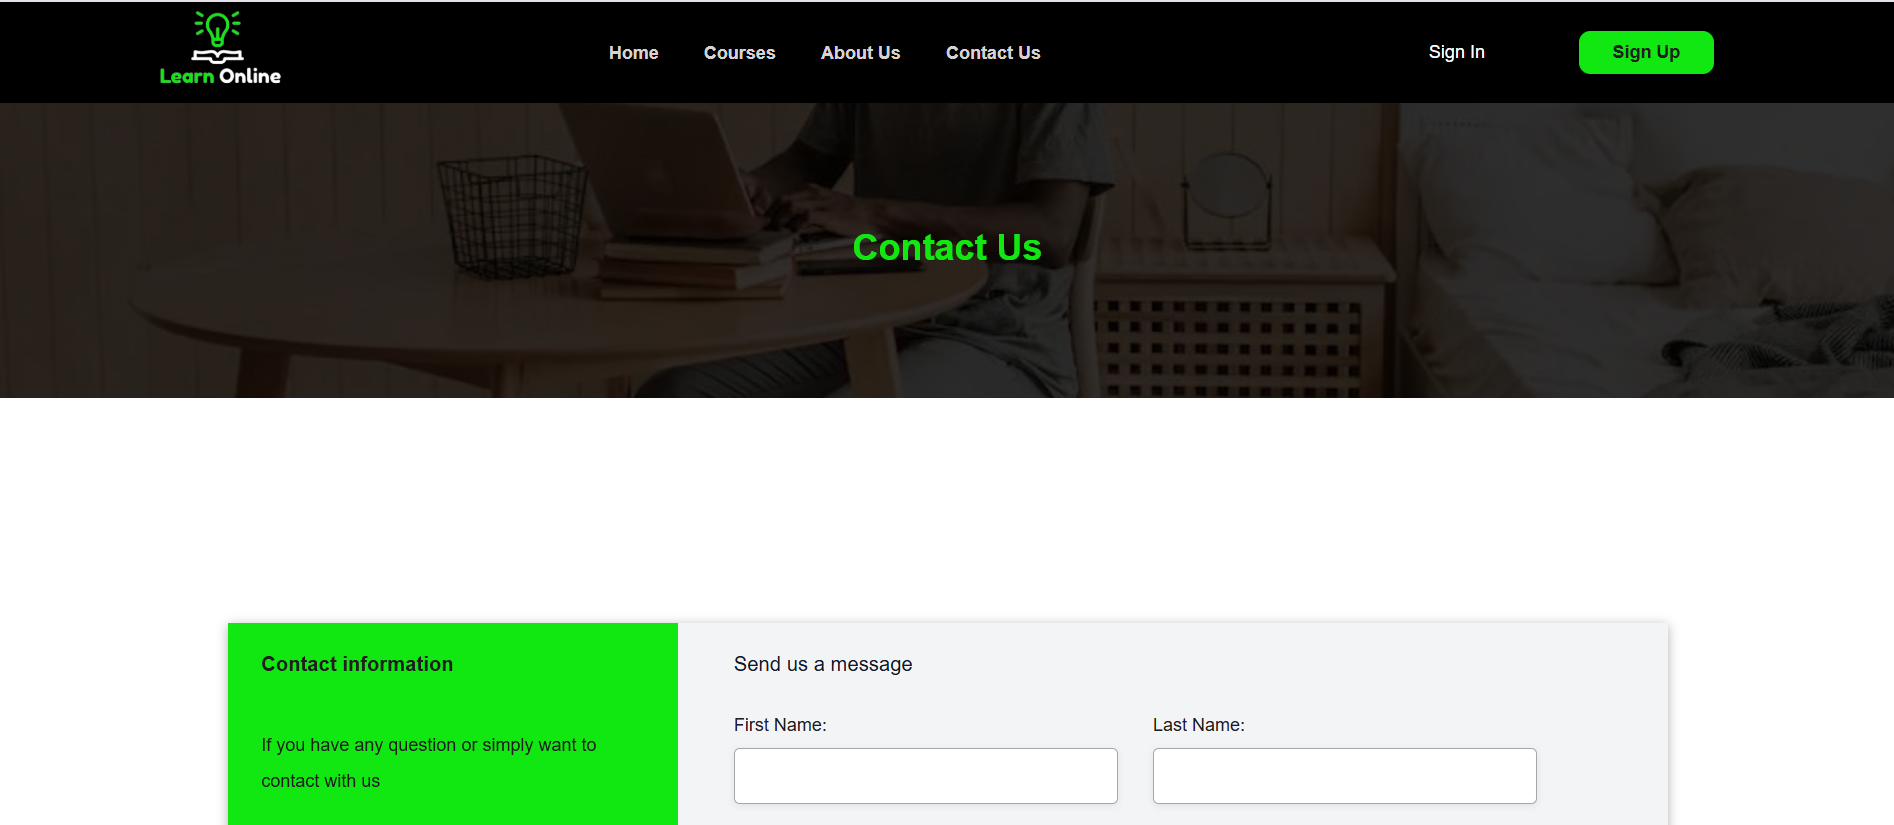 Learn Online
Home
Courses
About Us
Contact Us
Sign In
Sign Up
Contact Us
Contact information
If you have any question or simply want to
contact with us
Send us a message
First Name:
Last Name: